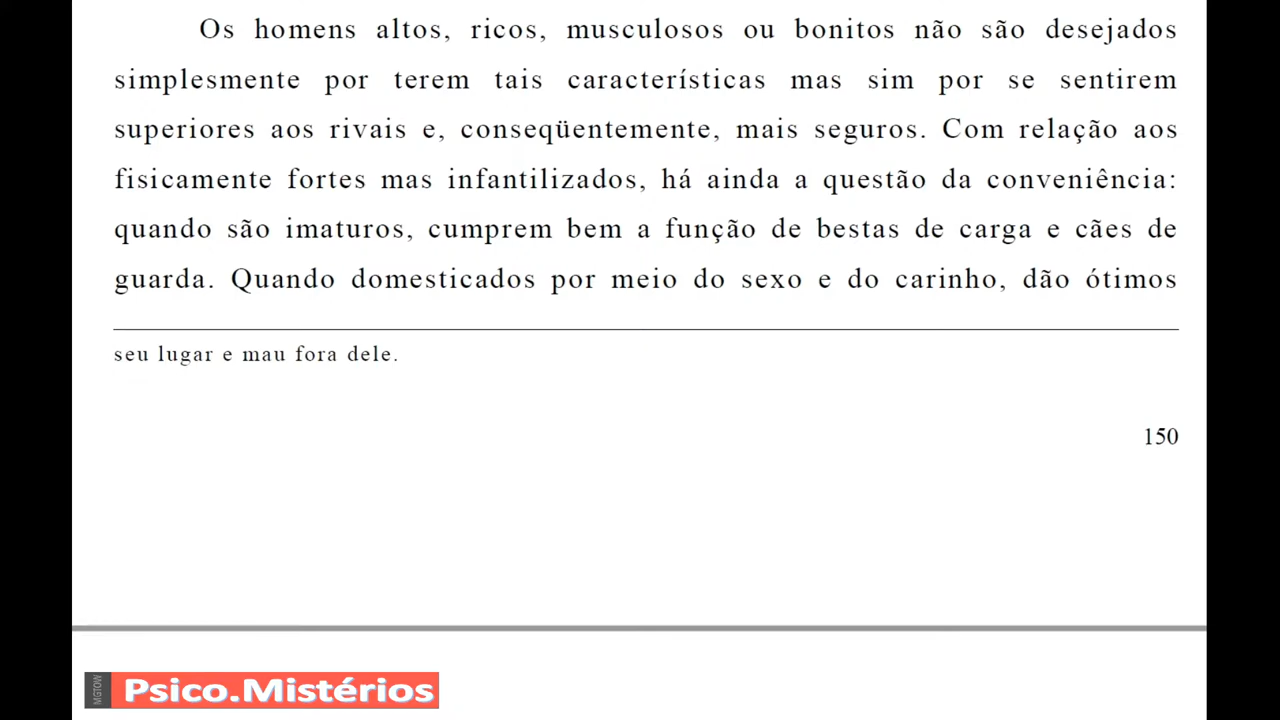 Os homens altos, ricos, musculosos ou bonitos não são desejados
simplesmente por terem tais características mas sim por se sentirem
superiores aos rivais e, conseqüentemente, mais seguros. Com relação aos
fisicamente fortes mas infantilizados, há ainda a questão da conveniência:
quando são imaturos, cumprem bem a função de bestas de carga e cães de
guarda. Quando domesticados por meio do sexo e do carinho, dão ótimos
seu lugar e mau fora dele.
150
MGTOW
Psico.Mistérios